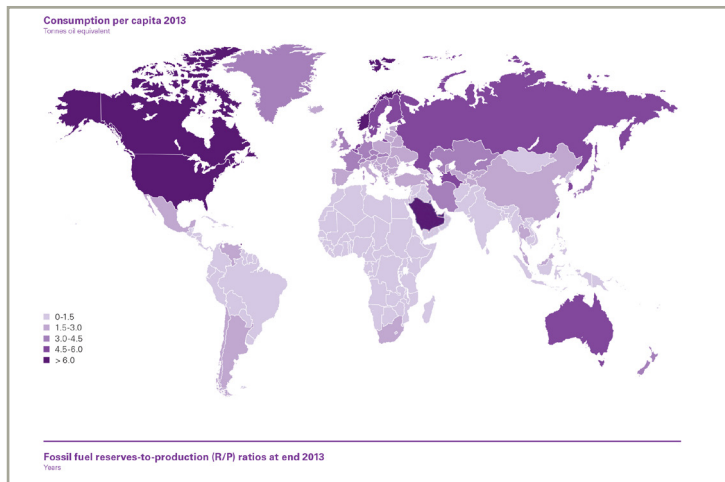 Consumption per capita 2013
Tonnes oil equivalent
0-1.5
1.5-3.0
3.0-4.5
4.5-6.0
> 6.0
Fossil fuel reserves-to-production (R/P) ratios at end 2013
Years